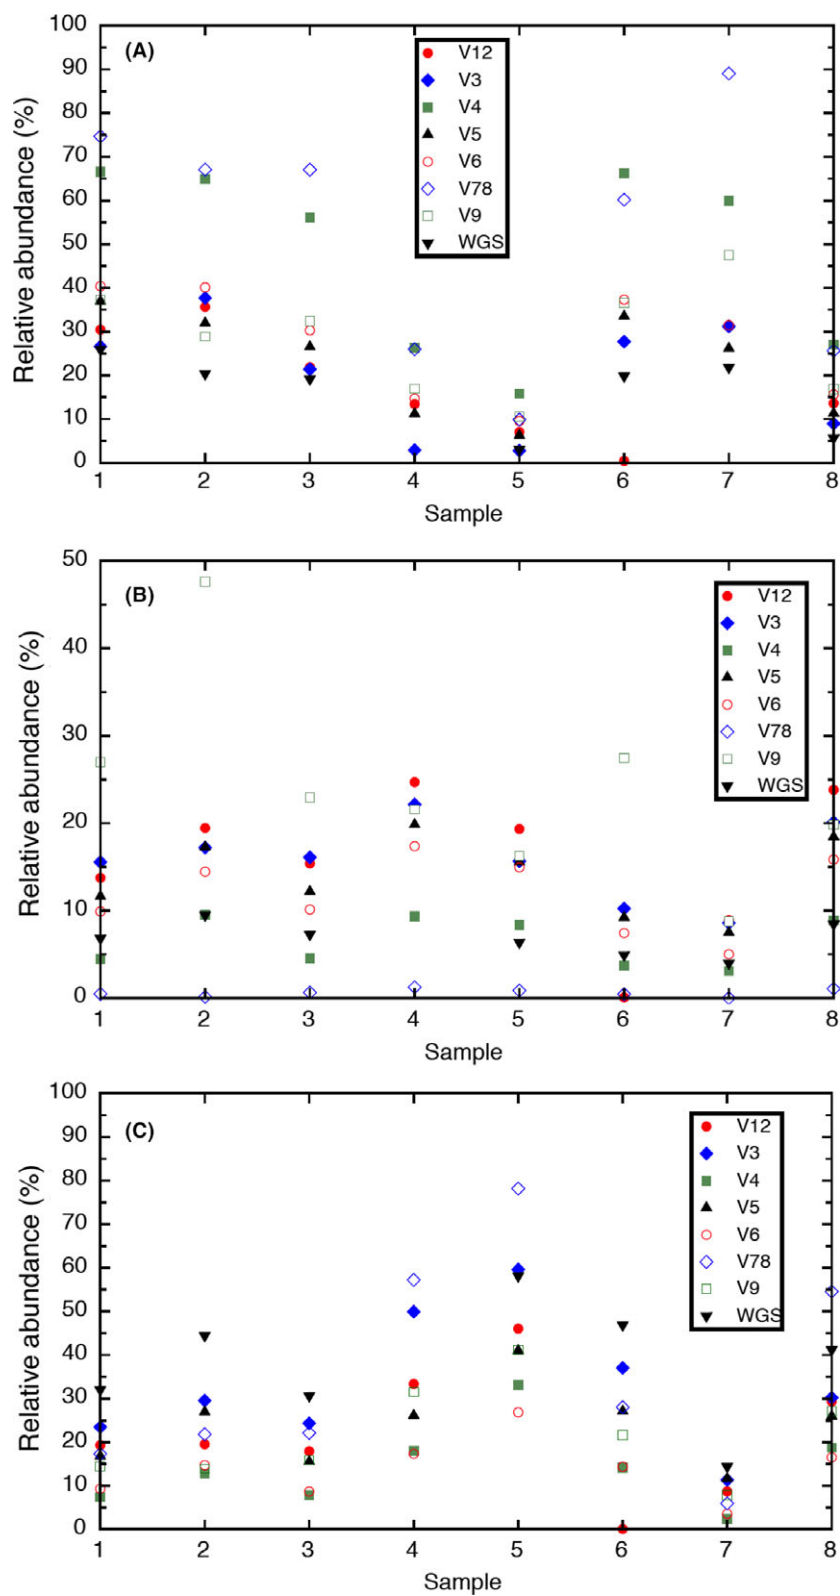 100
(A)
V12
90
V3
80
V4
V5
70
V6
60
V78
V9
50
WGS
40
30
20
10
0
Relative abundance (%)
1 2 3 4 5 6 7 8
Sample
50
(B)
V12
V3
40
V4
V5
V6
30
V78
V9
WGS
20
10
0
Relative abundance (%)
1 2 3 4 5 6 7 8
Sample
100
(C)
V12
90
V3
80
V4
V5
70
V6
60
V78
V9
50
WGS
40
30
20
10
0
Relative abundance (%)
1 2 3 4 5 6 7 8
Sample